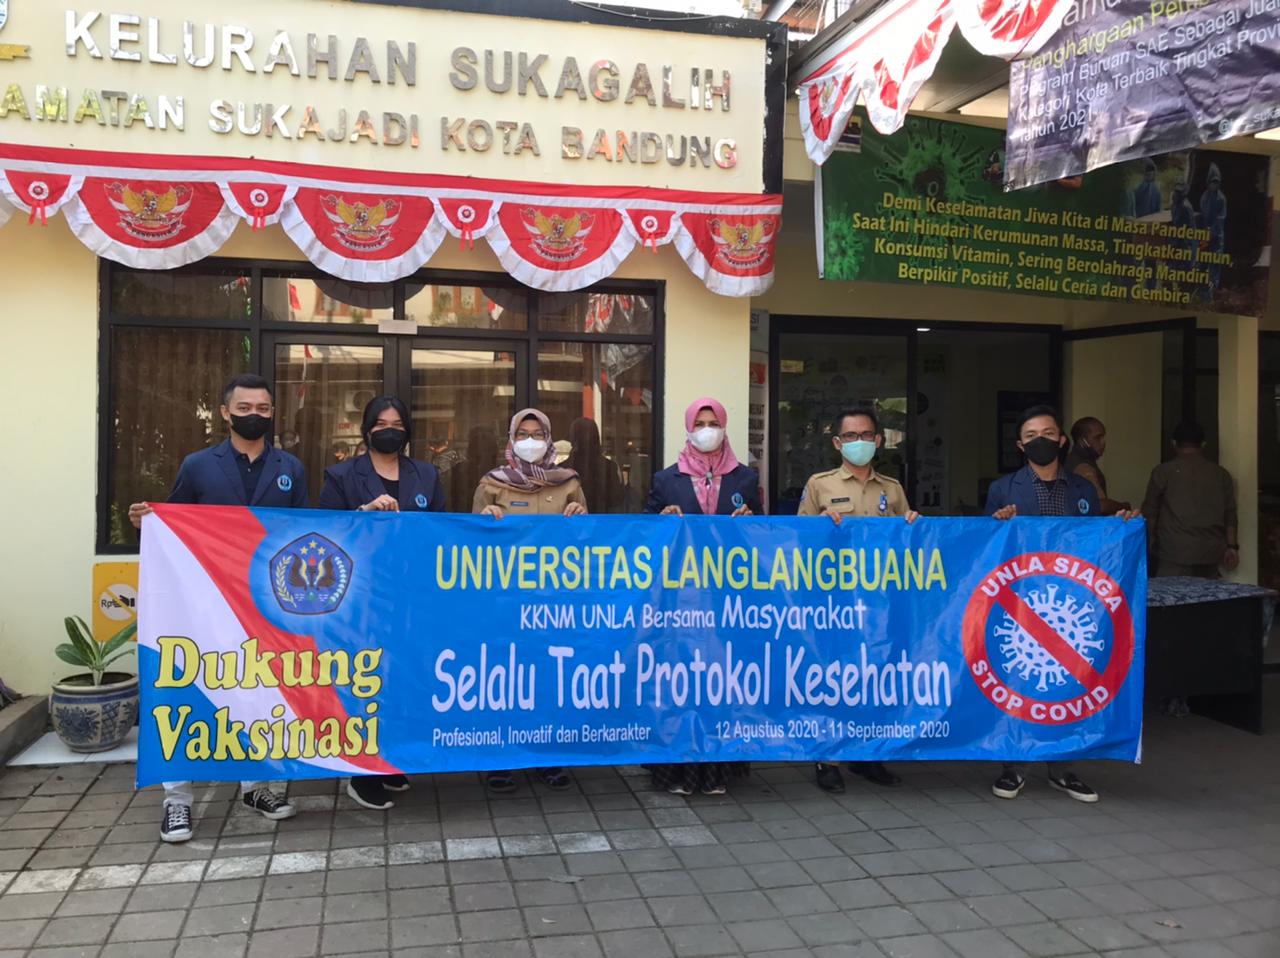 KELURAHAN SUKAGALIH
AMATAN SUKAJADI KOTA BANDUNG
Penghargaan
Program Buruan SAE Sebagai
Kategori Kota Terbaik Tingkat
Tahun 2021
Demi Keselamatan Jiwa Kita di Masa Pandemi
Saat Ini Hindari Kerumunan Massa, Tingkatkan Imun,
Konsumsi Vitamin, Sering Berolahraga Mandiri,
Berpikir Positif, Selalu Ceria dan Gembira
Rp
Dukung
Vaksinasi
UNIVERSITAS LANGLANGBUANA
KKNM UNLA Bersama Masyarakat
Selalu Taat Protokol Kesehatan
Profesional, Inovatif dan Berkarakter 12 Agustus 2020 - 11 September 2020
UNLA SIAGA
STOP COVID